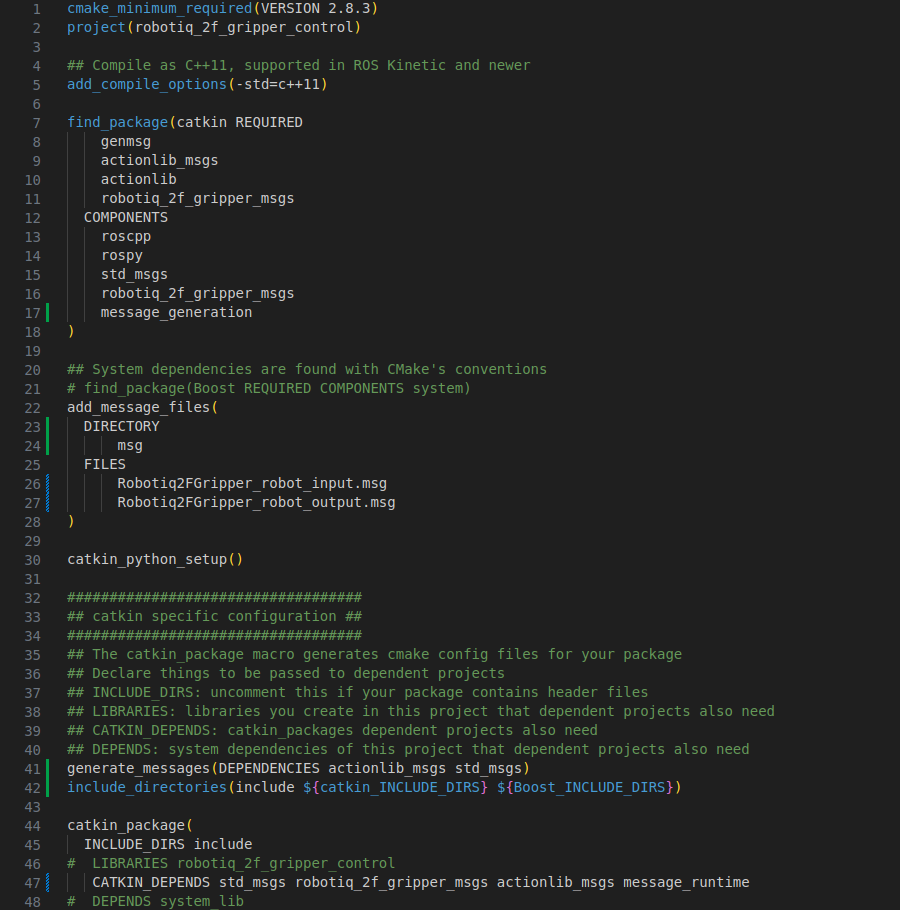 1 cmake_minimum_required(VERSION 2.8.3)
2 project(robotiq_2f_gripper_control)
3
4 ## Compile as C++11, supported in ROS Kinetic and newer
5 add_compile_options(-std=c++11)
6
7 find_package(catkin REQUIRED
8 genmsg
9 actionlib_msgs
10 actionlib
11 robotiq_2f_gripper_msgs
12 COMPONENTS
13 roscpp
14 rospy
15 std_msgs
16 robotiq_2f_gripper_msgs
17 message_generation
18 )
19
20 ## System dependencies are found with CMake's conventions
21 # find_package(Boost REQUIRED COMPONENTS system)
22 add_message_files(
23 DIRECTORY
24 msg
25 FILES
26 Robotiq2FGripper_robot_input.msg
27 Robotiq2FGripper_robot_output.msg
28 )
29
30 catkin_python_setup()
31
32 ###################################
33 ## catkin specific configuration ##
34 ###################################
35 ## The catkin_package macro generates cmake config files for your package
36 ## Declare things to be passed to dependent projects
37 ## INCLUDE_DIRS: uncomment this if your package contains header files
38 ## LIBRARIES: libraries you create in this project that dependent projects also need
39 ## CATKIN_DEPENDS: catkin_packages dependent projects also need
40 ## DEPENDS: system dependencies of this project that dependent projects also need
41 generate_messages(DEPENDENCIES actionlib_msgs std_msgs)
42 include_directories(include ${catkin_INCLUDE_DIRS} ${Boost_INCLUDE_DIRS})
43
44 catkin_package(
45 INCLUDE_DIRS include
46 #  LIBRARIES robotiq_2f_gripper_control
47 CATKIN_DEPENDS std_msgs robotiq_2f_gripper_msgs actionlib_msgs message_runtime
48 #  DEPENDS system_lib